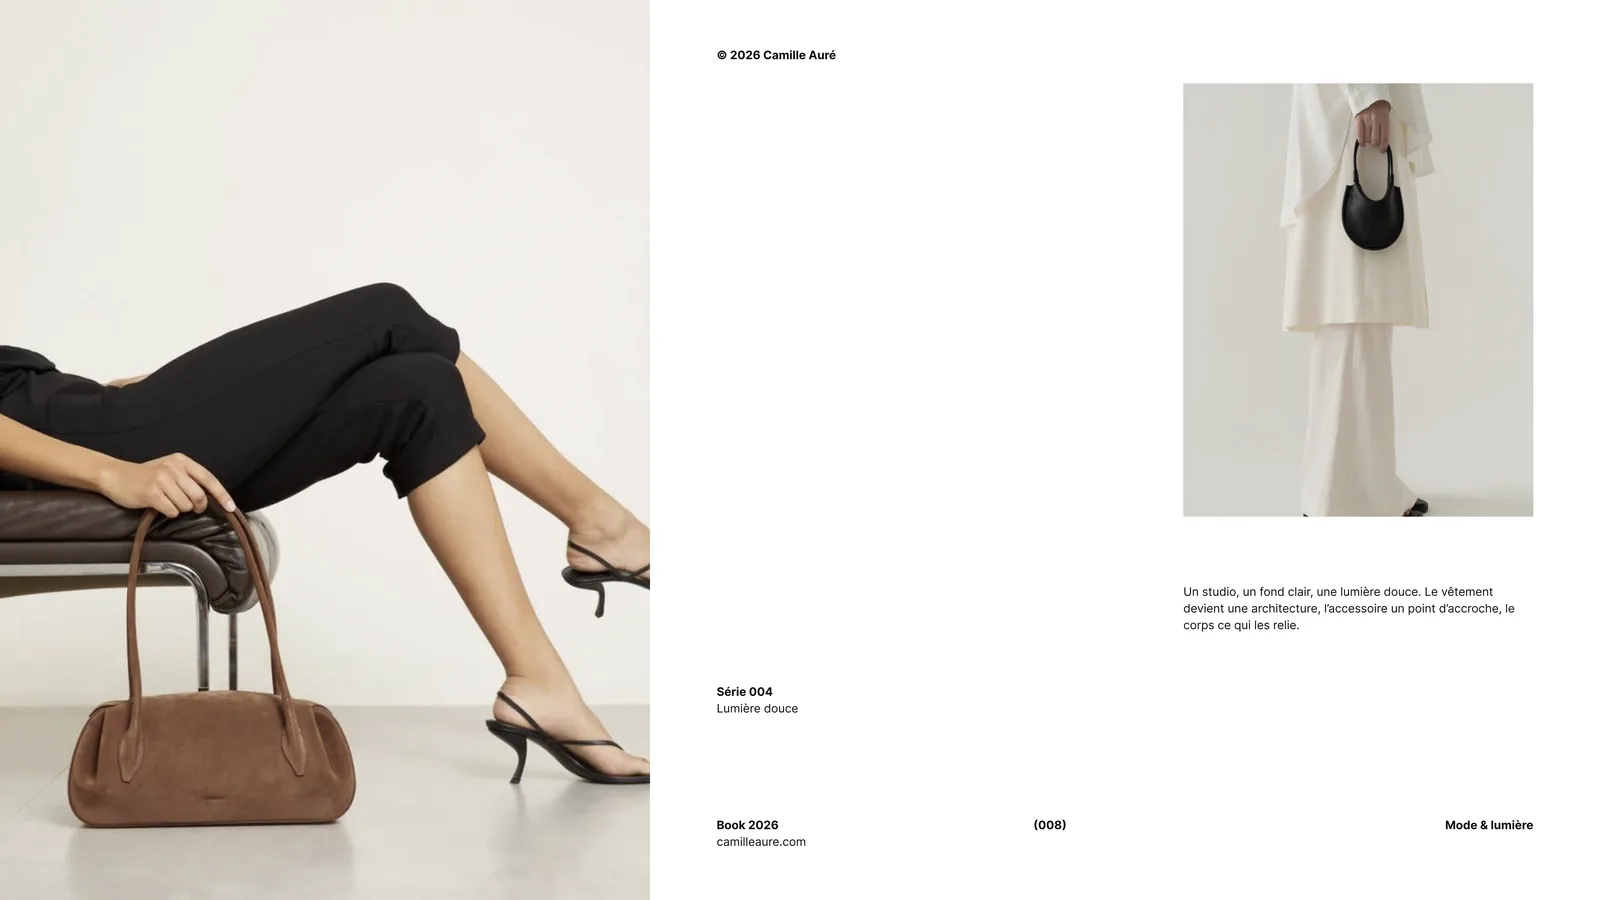 © 2026 Camille Auré
Un studio, un fond clair, une lumière douce. Le vêtement
devient une architecture, l’accessoire un point d’accroche, le
corps ce qui les relie.
Série 004
Lumière douce
Book 2026
camilleaure.com
(008)
Mode & lumière